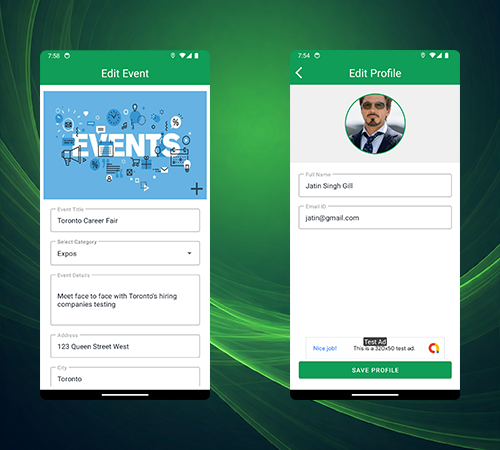 7:58
Edit Event
EVENTS
Event Title
Toronto Career Fair
Select Category
Expos
Event Details
Meet face to face with Toronto's hiring
companies testing
Address
123 Queen Street West
City
Toronto
7:54
Edit Profile
Full Name
Jatin Singh Gill
Email ID
jatin@gmail.com
Test Ad
Nice job! This is a 320x50 test ad.
SAVE PROFILE